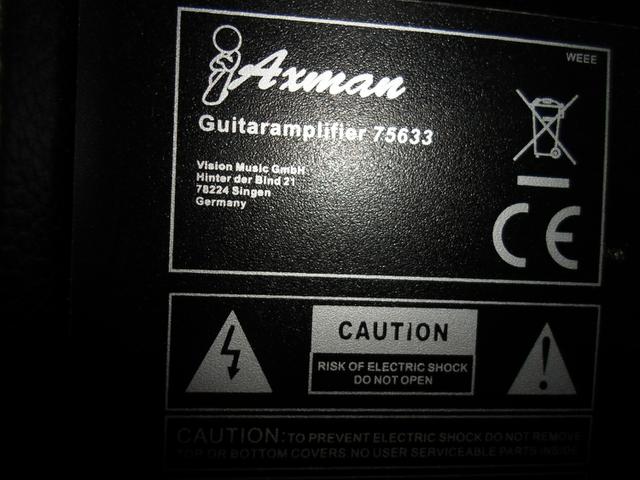 WEEE
Axman
Guitaramplifier 75633
Vision Music GmbH
Hinter der Bind 21
78224 Singen
Germany
CE
CAUTION
RISK OF ELECTRIC SHOCK
DO NOT OPEN
CAUTION: TO PREVENT ELECTRIC SHOCK DO NOT REMOVE
TOP OR BOTTOM COVERS. NO USER SERVICEABLE PARTS INSIDE